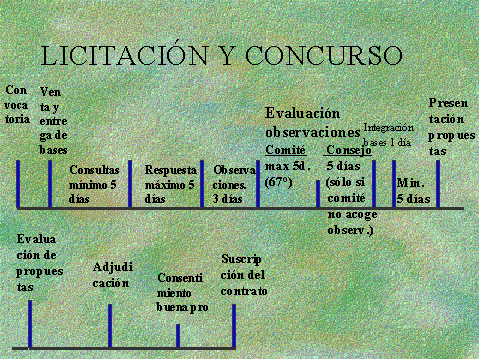 LICITACIÓN Y CONCURSO
Con
voca
toria
Ven
ta y
entre
ga de
bases
Consultas
mínimo 5
días
Respuesta
máximo 5
días
Observa
ciones.
3 días
Evaluación
observaciones
Comité
max 5d.
(67°)
Consejo
5 días
(sólo si
comité
no acoge
observ.)
Integración
bases 1 día
Mín.
5 días
Presen
tación
propues
tas
Evalua
ción de
propues
tas
Adjudi
cación
Consenti
miento
buena pro
Suscrip
ción del
contrato